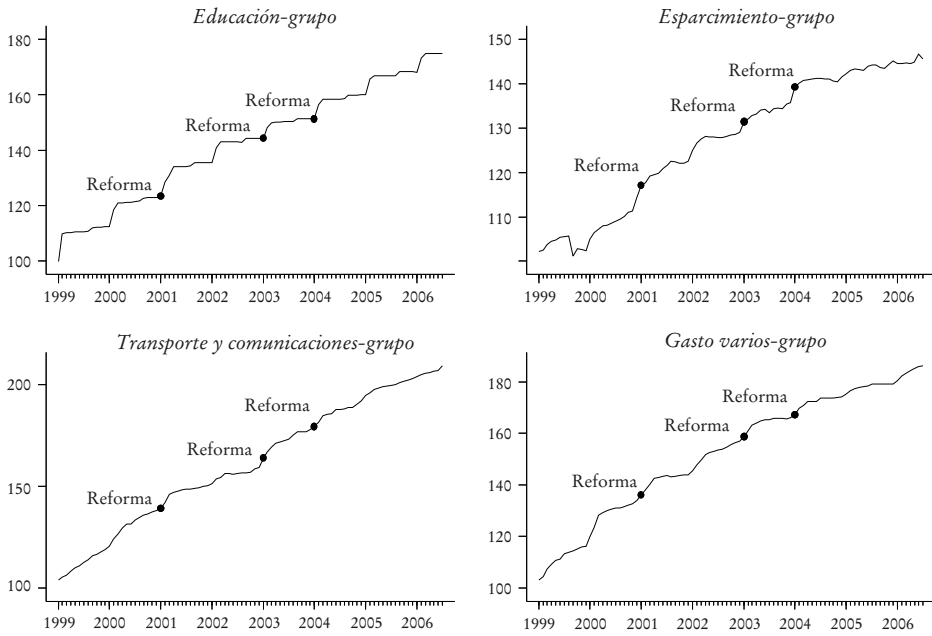 Educación-grupo
180
160
140
120
100
Reforma
Reforma
Reforma
1999 2000 2001 2002 2003 2004 2005 2006
Esparcimiento-grupo
150
140
130
120
110
Reforma
Reforma
Reforma
1999 2000 2001 2002 2003 2004 2005 2006
Transporte y comunicaciones-grupo
200
150
100
Reforma
Reforma
Reforma
1999 2000 2001 2002 2003 2004 2005 2006
Gasto varios-grupo
180
160
140
120
100
Reforma
Reforma
Reforma
1999 2000 2001 2002 2003 2004 2005 2006